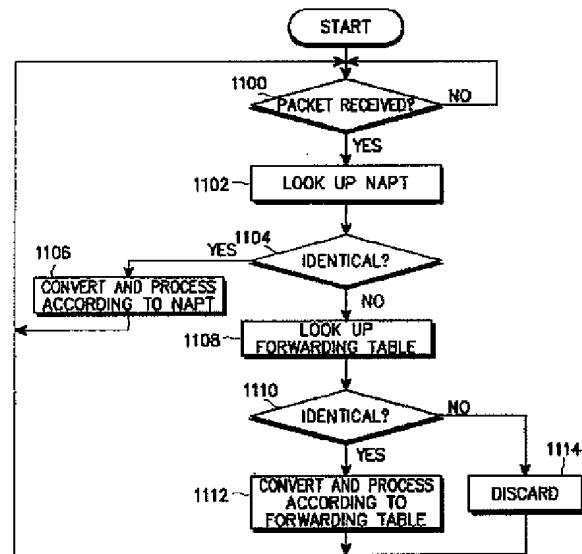 START
1100
PACKET RECEIVED?
NO
YES
1102
LOOK UP NAPT
1104
YES
IDENTICAL?
1106
CONVERT AND PROCESS
ACCORDING TO NAPT
NO
1108
LOOK UP
FORWARDING TABLE
1110
IDENTICAL?
NO
YES
1114
1112
CONVERT AND PROCESS
ACCORDING TO
FORWARDING TABLE
DISCARD